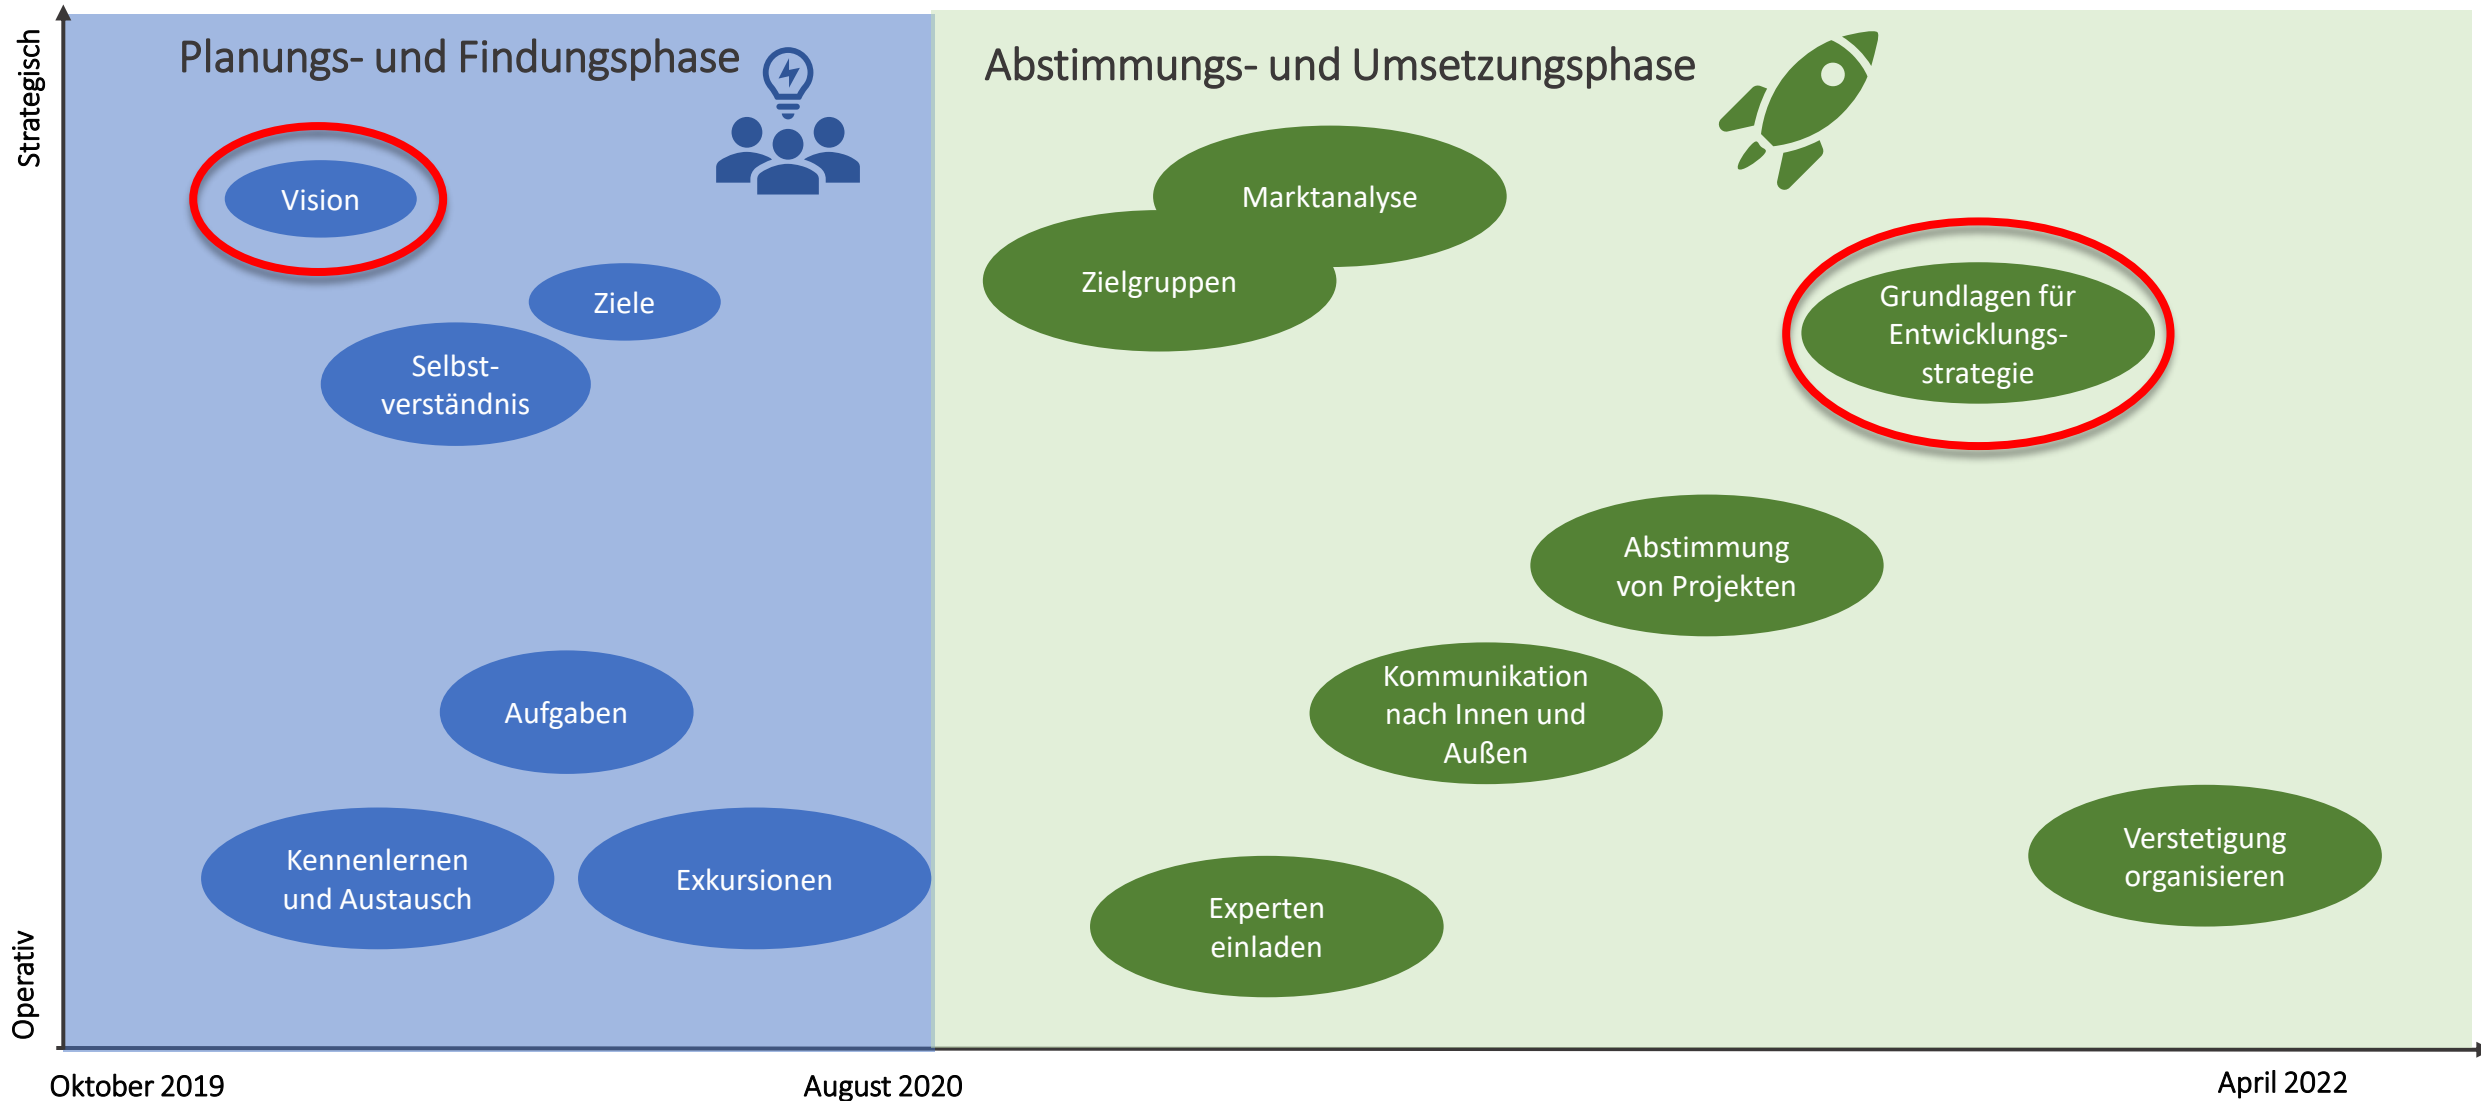 Strategisch
Planungs- und Findungsphase
Abstimmungs- und Umsetzungsphase
Vision
Marktanalyse
Zielgruppen
Ziele
Grundlagen für
Entwicklungs-
strategie
Selbst-
verständnis
Abstimmung
von Projekten
Aufgaben
Kommunikation
nach Innen und
Außen
Kennenlernen
und Austausch
Exkursionen
Experten
einladen
Verstetigung
organisieren
Operativ
Oktober 2019
August 2020
April 2022